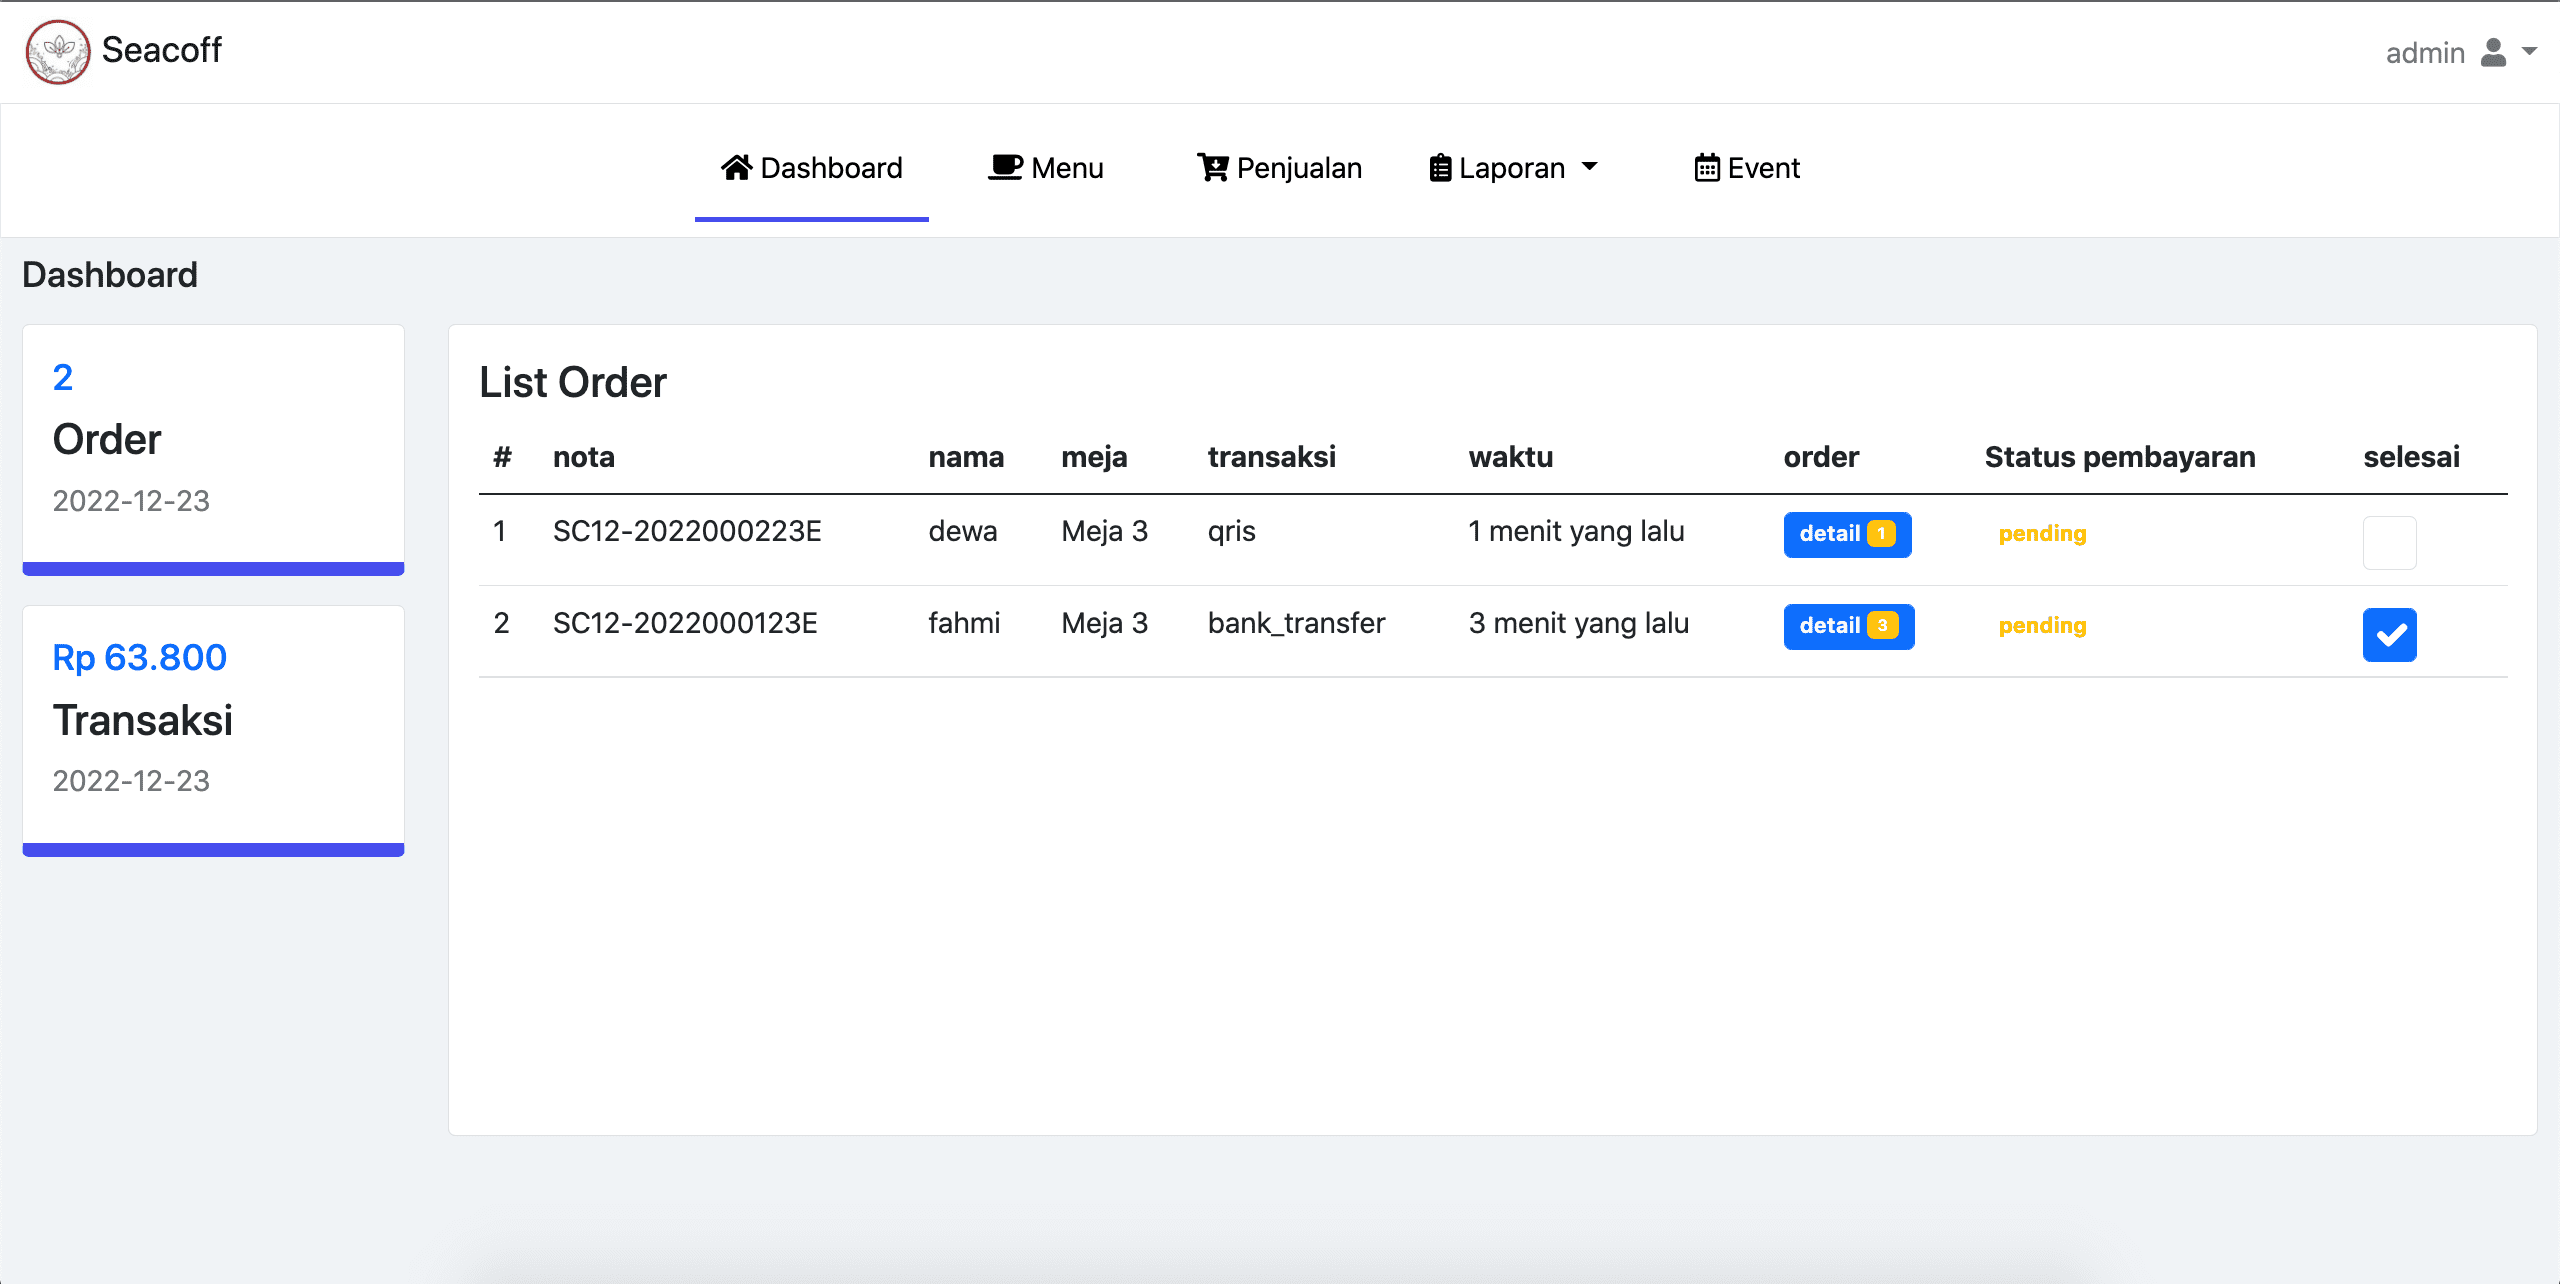 Seacoff
admin
Dashboard Menu Penjualan Laporan Event
Dashboard
2
Order
2022-12-23
Rp 63.800
Transaksi
2022-12-23
List Order
# nota nama meja transaksi waktu order Status pembayaran selesai
1 SC12-2022000223E dewa Meja 3 qris 1 menit yang lalu detail 1 pending
2 SC12-2022000123E fahmi Meja 3 bank_transfer 3 menit yang lalu detail 3 pending